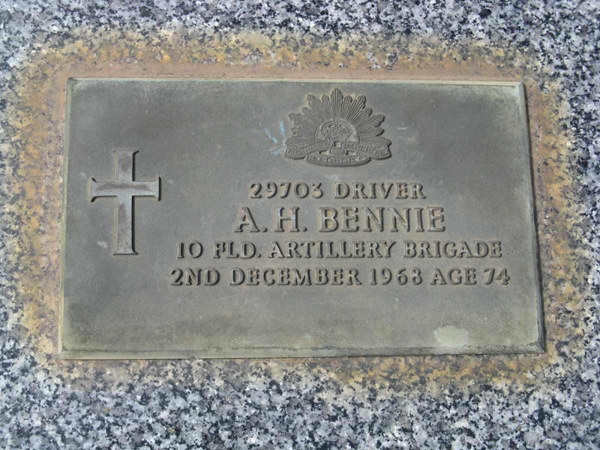 29703 DRIVER
A.H. BENNIE
10 FLD. ARTILLERY BRIGADE
2ND DECEMBER 1968 AGE 74